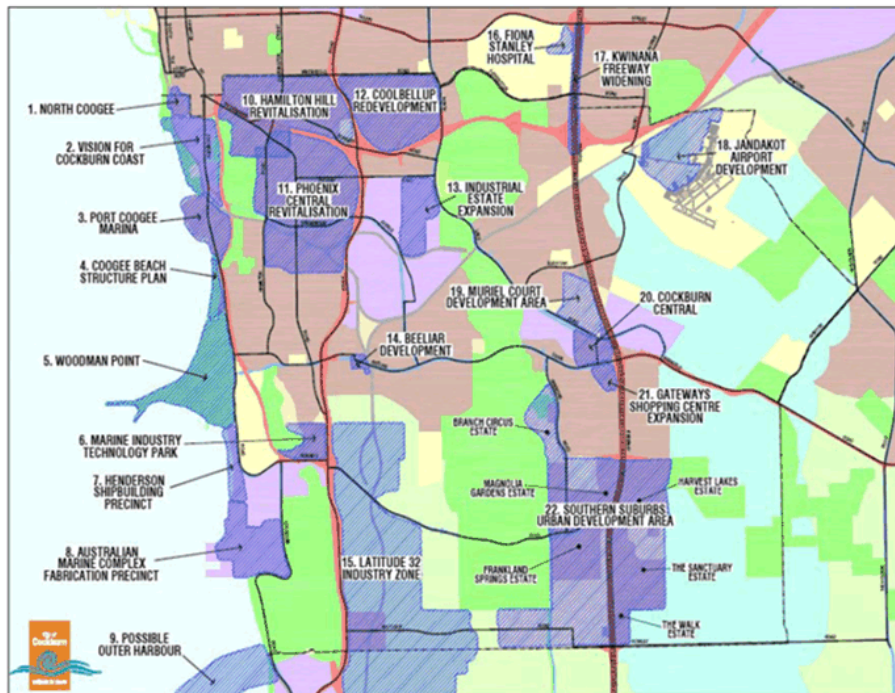 1. NORTH COOGEE
2. VISION FOR
COCKBURN COAST
3. PORT COOGEE
MARINA
4. COOGEE BEACH
STRUCTURE PLAN
5. WOODMAN POINT
6. MARINE INDUSTRY
TECHNOLOGY PARK
7. HENDERSON
SHIPBUILDING
PRECINCT
8. AUSTRALIAN
MARINE COMPLEX
FABRICATION PRECINCT
9. POSSIBLE
OUTER HARBOUR
10. HAMILTON HILL
REVITALISATION
11. PHOENIX
CENTRAL
REVITALISATION
12. COOLBELLUP
REDEVELOPMENT
13. INDUSTRIAL
ESTATE
EXPANSION
14. BEELIAR
DEVELOPMENT
15. LATITUDE 32
INDUSTRY ZONE
16. FIONA
STANLEY
HOSPITAL
17. KWINANA
FREEWAY
WIDENING
18. JANDAKOT
AIRPORT
DEVELOPMENT
19. MURIEL COURT
DEVELOPMENT AREA
20. COCKBURN
CENTRAL
21. GATEWAYS
SHOPPING CENTRE
EXPANSION
BRANCH CIRCUS
ESTATE
MAGNOLIA
GARDENS ESTATE
HARVEST LAKES
ESTATE
22. SOUTHERN SUBURBS
URBAN DEVELOPMENT AREA
FRANKLAND
SPRINGS ESTATE
THE SANCTUARY
ESTATE
THE WALK
ESTATE
Cockburn